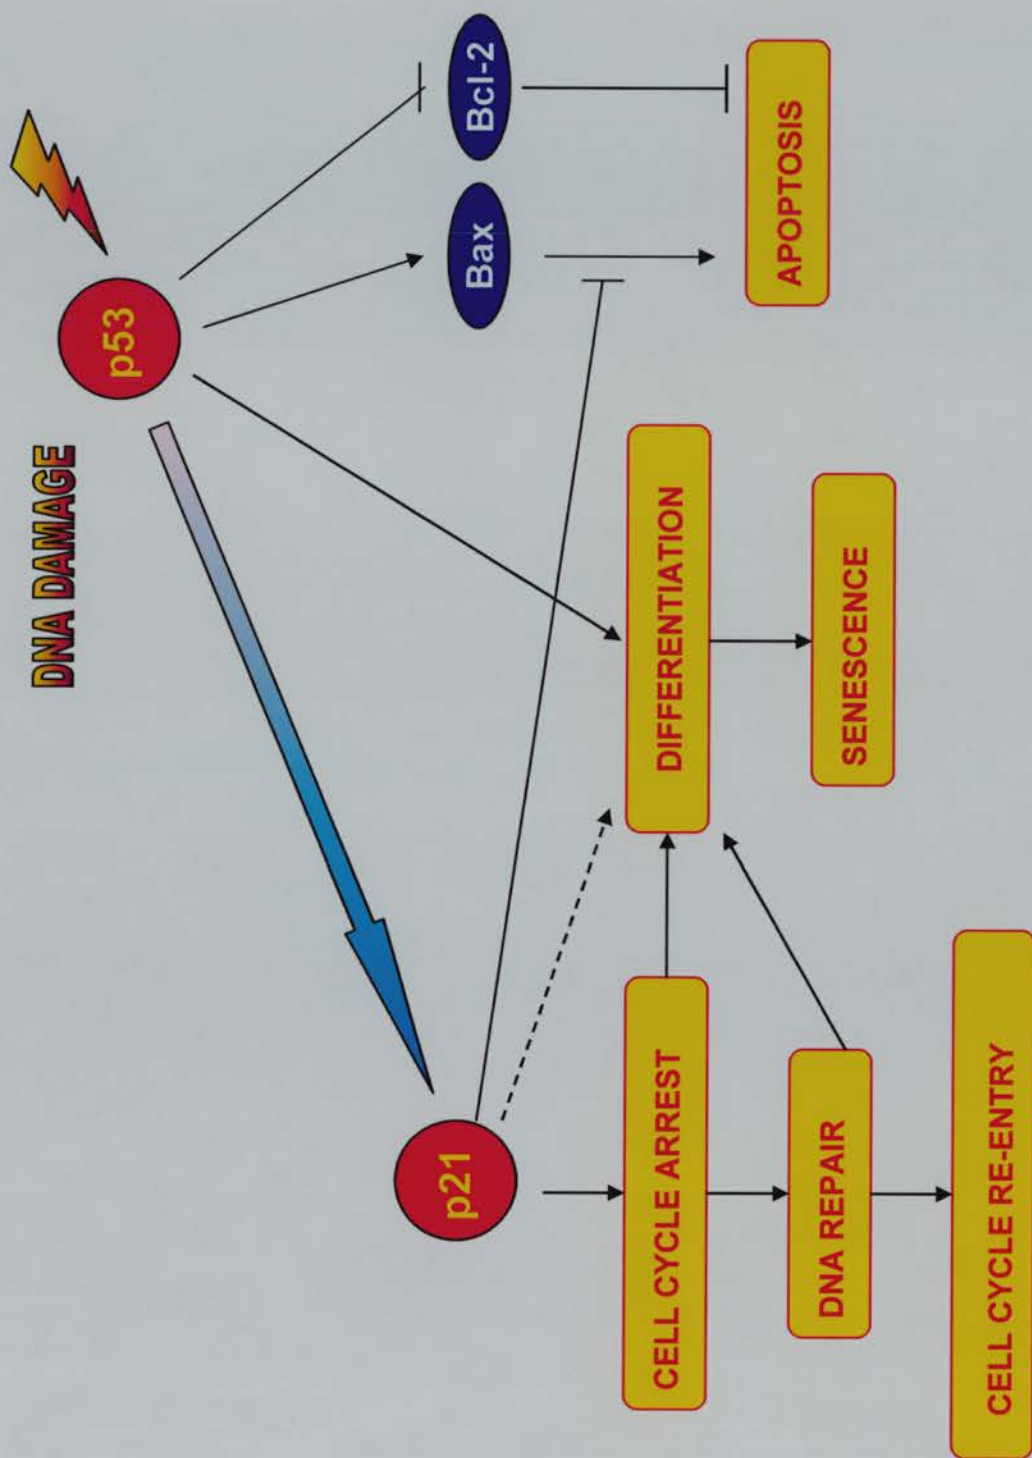 DNA DAMAGE
p53
p21
Bax
Bcl-2
CELL CYCLE ARREST
DIFFERENTIATION
APOPTOSIS
DNA REPAIR
SENESCENCE
CELL CYCLE RE-ENTRY